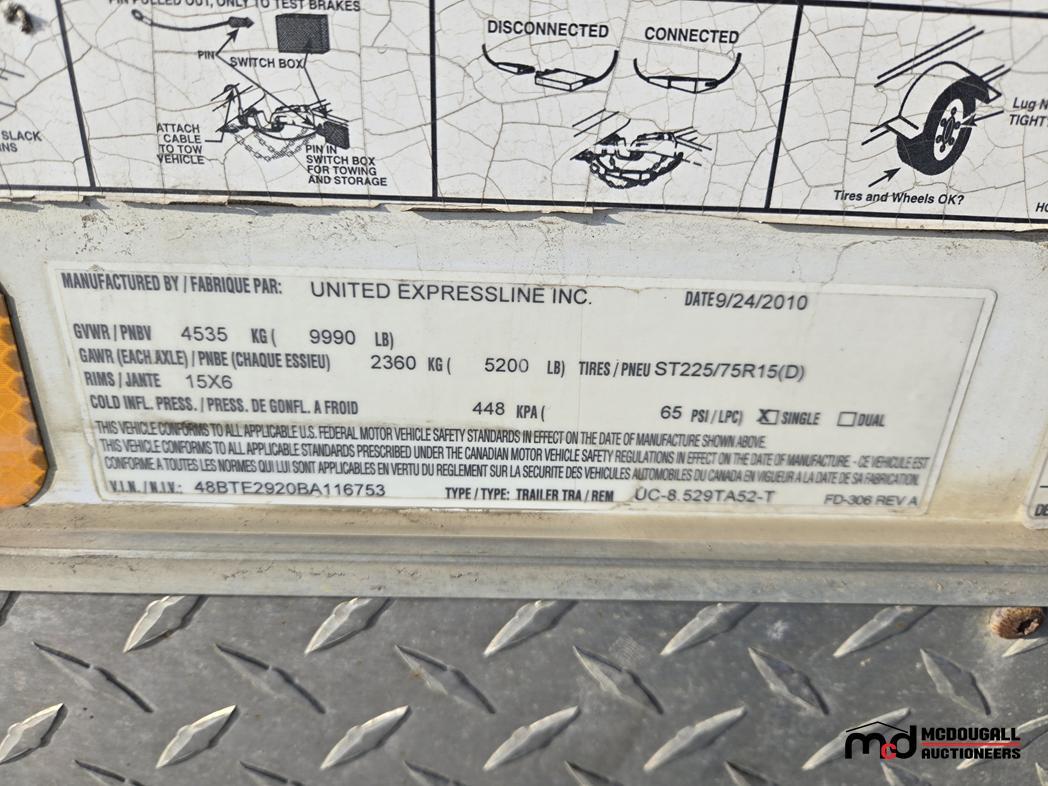 PIN PULLED OUT, ONLY TO TEST BRAKES
PIN
SWITCH BOX
ATTACH
CABLE
TO TOW
VEHICLE
PIN IN
SWITCH BOX
FOR TOWING
AND STORAGE
SLACK
DISCONNECTED
CONNECTED
Lug
TIGHT
Tires and Wheels OK?
MANUFACTURED BY / FABRIQUE PAR: UNITED EXPRESSLINE INC. DATE 9/24/2010
GVWR / PNBV 4535 KG ( 9990 LB)
GAWR (EACH AXLE) / PNBE (CHAQUE ESSIEU) 2360 KG ( 5200 LB) TIRES / PNEU ST225/75R15(D)
RIMS / JANTE 15X6
COLD INFL. PRESS. / PRESS. DE GONFL. A FROID 448 KPA ( 65 PSI / LPC) X SINGLE DUAL
THIS VEHICLE CONFORMS TO ALL APPLICABLE U.S. FEDERAL MOTOR VEHICLE SAFETY STANDARDS IN EFFECT ON THE DATE OF MANUFACTURE SHOWN ABOVE.
THIS VEHICLE CONFORMS TO ALL APPLICABLE STANDARDS PRESCRIBED UNDER THE CANADIAN MOTOR VEHICLE SAFETY REGULATIONS IN EFFECT ON THE DATE OF MANUFACTURE. - CE VEHICULE EST
CONFORME A TOUTES LES NORMES QUI LUI SONT APPLICABLES EN VERTU DU REGLEMENT SUR LA SECURITE DES VEHICULES AUTOMOBILES DU CANADA EN VIGUEUR A LA DATE DE SA FABRICATION.
V.I.N. / N.I.V.: 48BTE2920BA116753 TYPE / TYPE: TRAILER TRA / REM UC-8.529TA52-T FD-306 REV A
mcd MCDOUGALL
AUCTIONEERS